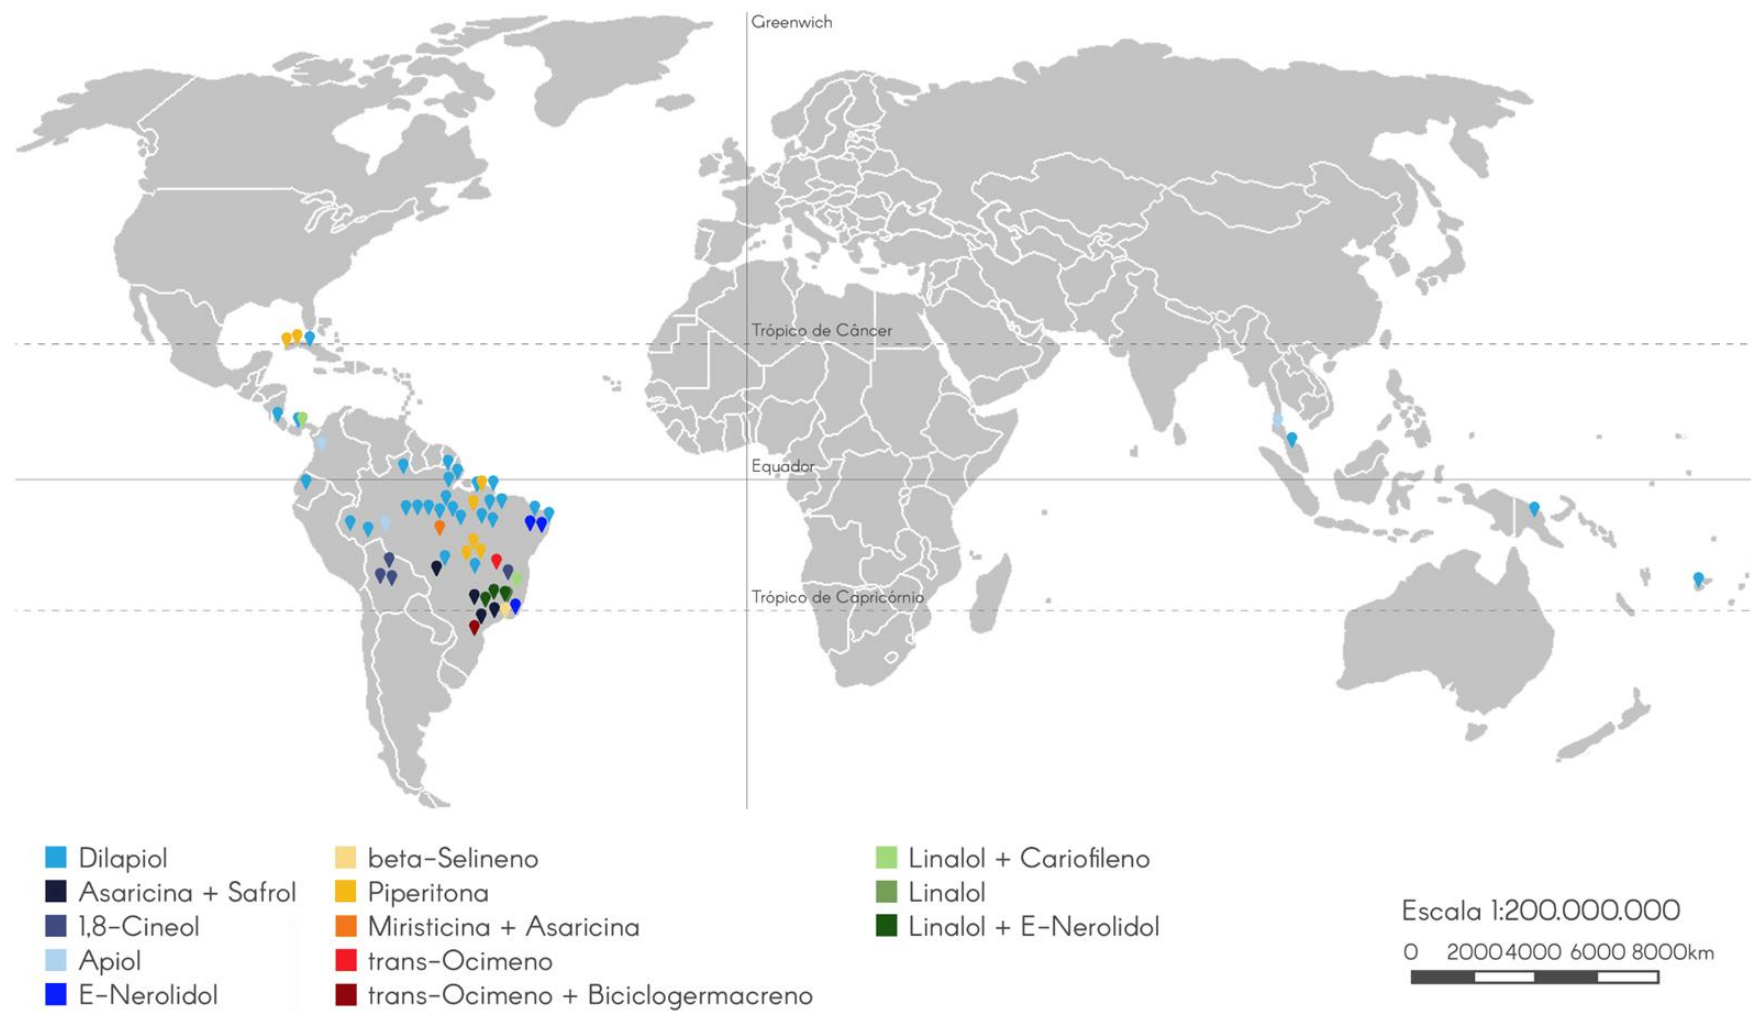 Greenwich
Trópico de Câncer
Equador
Trópico de Capricórnio
Dilapiol
Asaricina + Safrol
1,8-Cineol
Apiol
E-Nerolidol
beta-Selineno
Piperitona
Miristicina + Asaricina
trans-Ocimeno
trans-Ocimeno + Biciclogermacreno
Linalol + Cariofileno
Linalol
Linalol + E-Nerolidol
Escala 1:200.000.000
0 2000 4000 6000 8000km